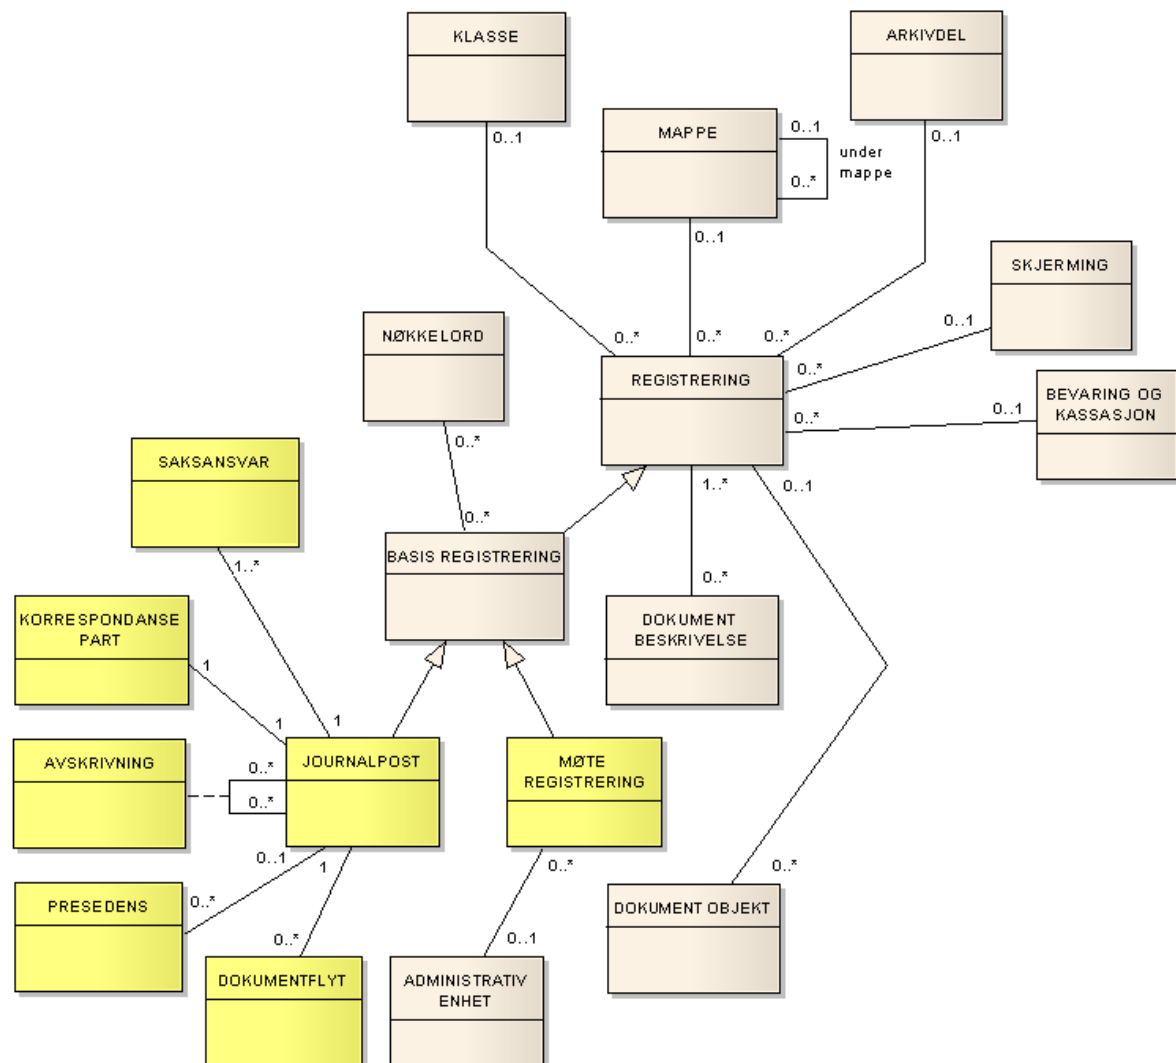 KLASSE
ARKIVDEL
0..1
MAPPE
0..1
0..1
under
mappe
0..*
0..1
SKJERMING
NØKKELORD
0..1
0..*
0..*
0..*
REGISTRERING
0..*
BEVARING OG
KASSASJON
0..1
0..*
0..*
SAKSANSVAR
1..*
0..1
0..*
BASIS REGISTRERING
1..*
0..*
KORRESPONDANSE
PART
DOKUMENT
BESKRIVELSE
1
1
1
AVSKRIVNING
0..*
JOURNALPOST
MØTE
REGISTRERING
0..*
0..1
1
0..*
0..*
PRESEDENS
0..*
DOKUMENT OBJEKT
0..*
0..1
DOKUMENTFLYT
ADMINISTRATIV
ENHET